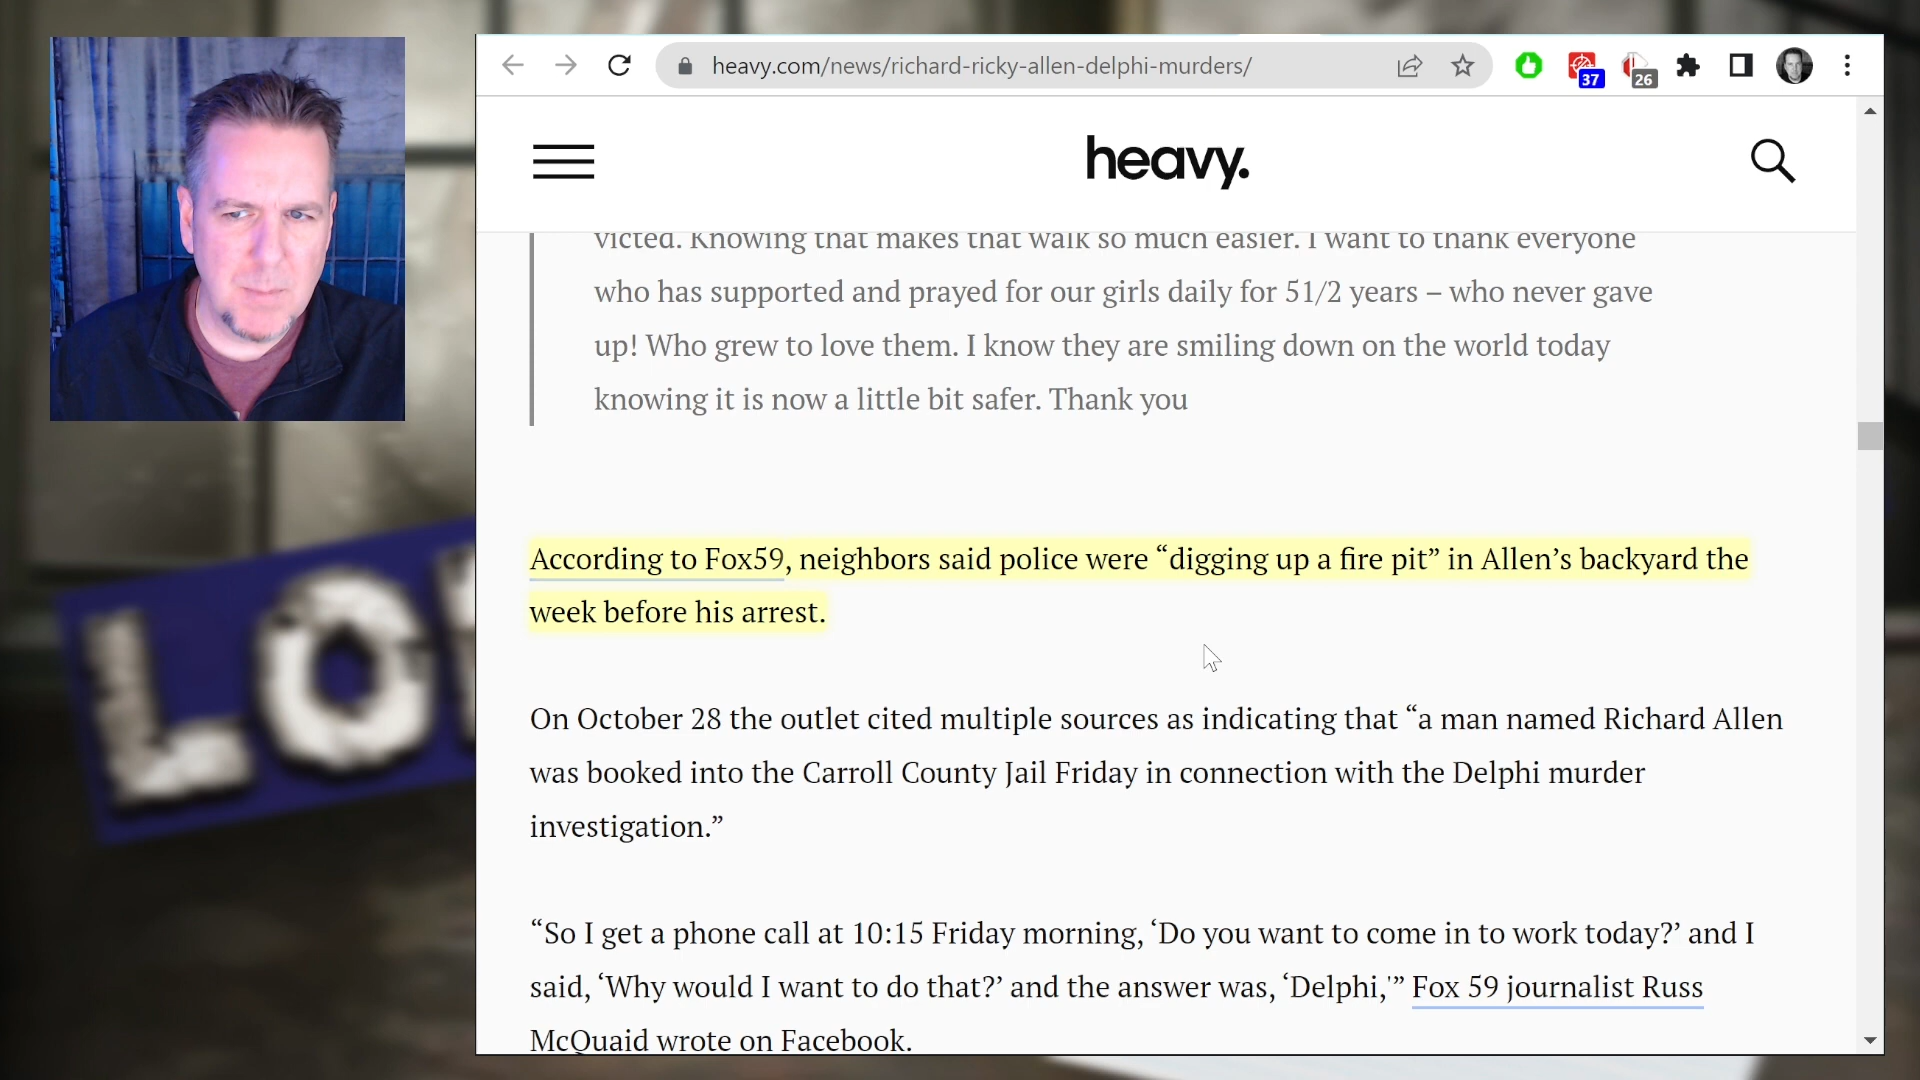 heavy.com/news/richard-ricky-allen-delphi-murders/
37
26
heavy.
victed. Knowing that makes that walk so much easier. I want to thank everyone
who has supported and prayed for our girls daily for 51/2 years – who never gave
up! Who grew to love them. I know they are smiling down on the world today
knowing it is now a little bit safer. Thank you
According to Fox59, neighbors said police were “digging up a fire pit” in Allen’s backyard the
week before his arrest.
On October 28 the outlet cited multiple sources as indicating that “a man named Richard Allen
was booked into the Carroll County Jail Friday in connection with the Delphi murder
investigation.”
“So I get a phone call at 10:15 Friday morning, ‘Do you want to come in to work today?’ and I
said, ‘Why would I want to do that?’ and the answer was, ‘Delphi,'” Fox 59 journalist Russ
McQuaid wrote on Facebook.